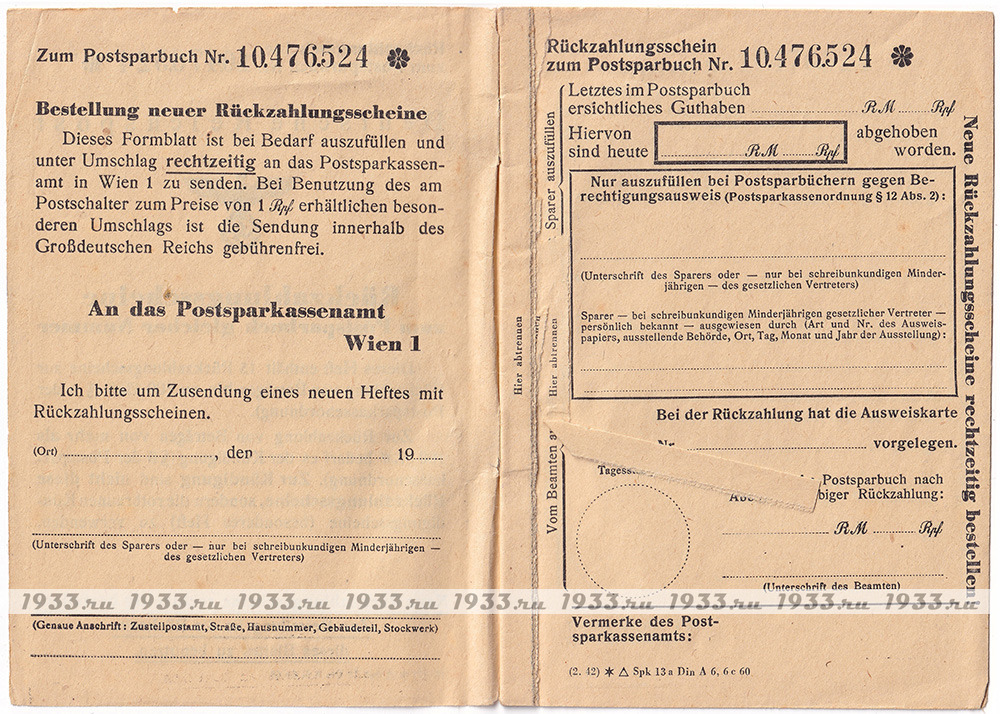 Zum Postsparbuch Nr. 10.476.524
Bestellung neuer Rückzahlungsscheine
Dieses Formblatt ist bei Bedarf auszufüllen und
unter Umschlag rechtzeitig an das Postsparkassen-
amt in Wien 1 zu senden. Bei Benutzung des am
Postschalter zum Preise von 1 Rpf erhältlichen beson-
deren Umschlags ist die Sendung innerhalb des
Großdeutschen Reichs gebührenfrei.
An das Postsparkassenamt
Wien 1
Ich bitte um Zusendung eines neuen Heftes mit
Rückzahlungsscheinen.
(Ort) , den 19
(Unterschrift des Sparers oder — nur bei schreibunkundigen Minderjährigen —
des gesetzlichen Vertreters)
(Genaue Anschrift: Zustellpostamt, Straße, Hausnummer, Gebäudeteil, Stockwerk)
Hier abtrennen
Hier abtrennen
Rückzahlungsschein
zum Postsparbuch Nr. 10.476.524
Sparer auszufüllen
Letztes im Postsparbuch
ersichtliches Guthaben RM Rpf
Hiervon
sind heute RM Rpf abgehoben
worden.
Nur auszufüllen bei Postsparbüchern gegen Be-
rechtigungsausweis (Postsparkassenordnung § 12 Abs. 2):
(Unterschrift des Sparers oder — nur bei schreibunkundigen Minder-
jährigen — des gesetzlichen Vertreters)
Sparer — bei schreibunkundigen Minderjährigen gesetzlicher Vertreter —
persönlich bekannt — ausgewiesen durch (Art und Nr. des Ausweis-
papiers, ausstellende Behörde, Ort, Tag, Monat und Jahr der Ausstellung):
Vom Beamten
Bei der Rückzahlung hat die Ausweiskarte
Nr. vorgelegen.
Postsparbuch nach
biger Rückzahlung:
RM Rpf
(Unterschrift des Beamten)
Vermerke des Post-
sparkassenamts:
(2. 42) ✶ △ Spk 13 a Din A 6, 6 c 60
Neue Rückzahlungsscheine rechtzeitig bestellen
1933.ru 1933.ru 1933.ru 1933.ru 1933.ru 1933.ru 1933.ru 1933.ru 1933.ru